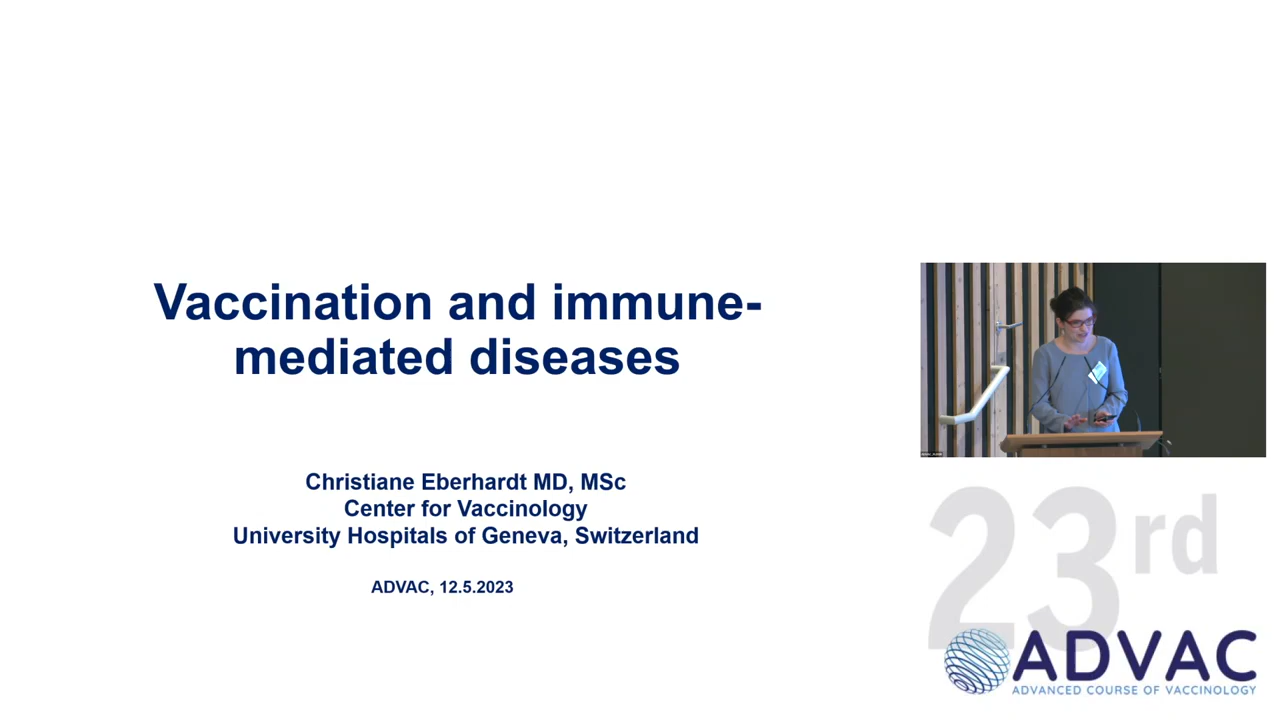 Vaccination and immune-
mediated diseases
Christiane Eberhardt MD, MSc
Center for Vaccinology
University Hospitals of Geneva, Switzerland
ADVAC, 12.5.2023
23rd
ADVAC
ADVANCED COURSE OF VACCINOLOGY